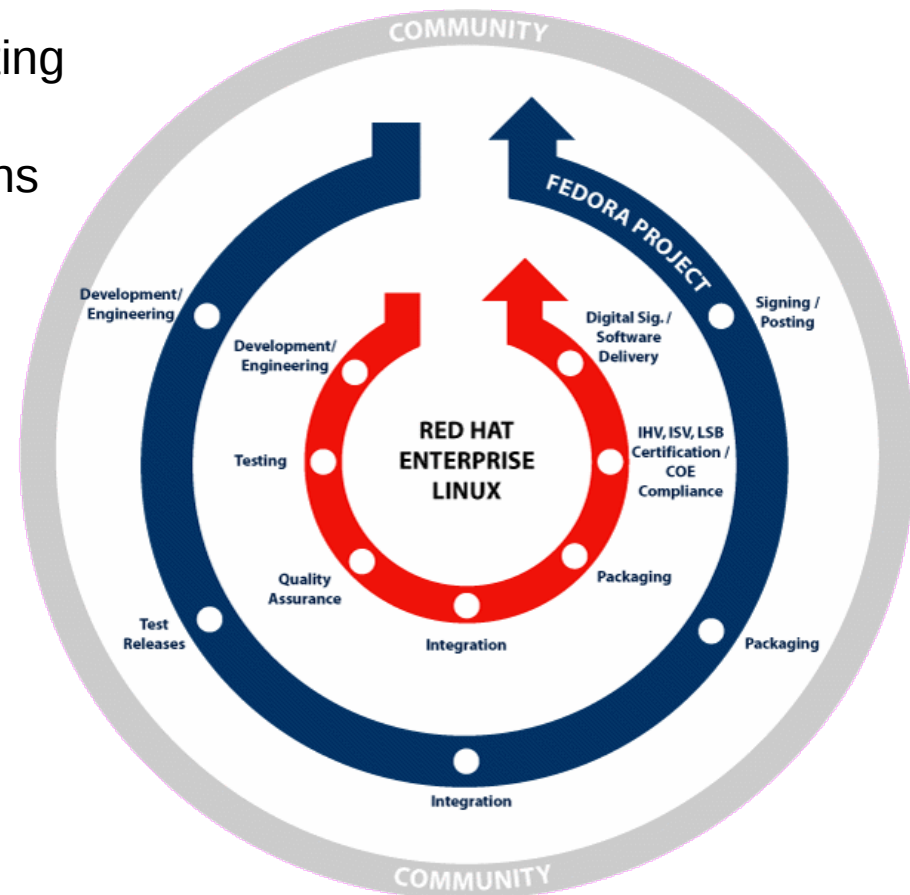 COMMUNITY
ting
ns
FEDORA PROJECT
Development/
Engineering
Signing /
Posting
Digital Sig. /
Software
Delivery
Development/
Engineering
RED HAT
ENTERPRISE
LINUX
IHV, ISV, LSB
Certification /
COE
Compliance
Testing
Quality
Assurance
Packaging
Integration
Test
Releases
Packaging
Integration
COMMUNITY